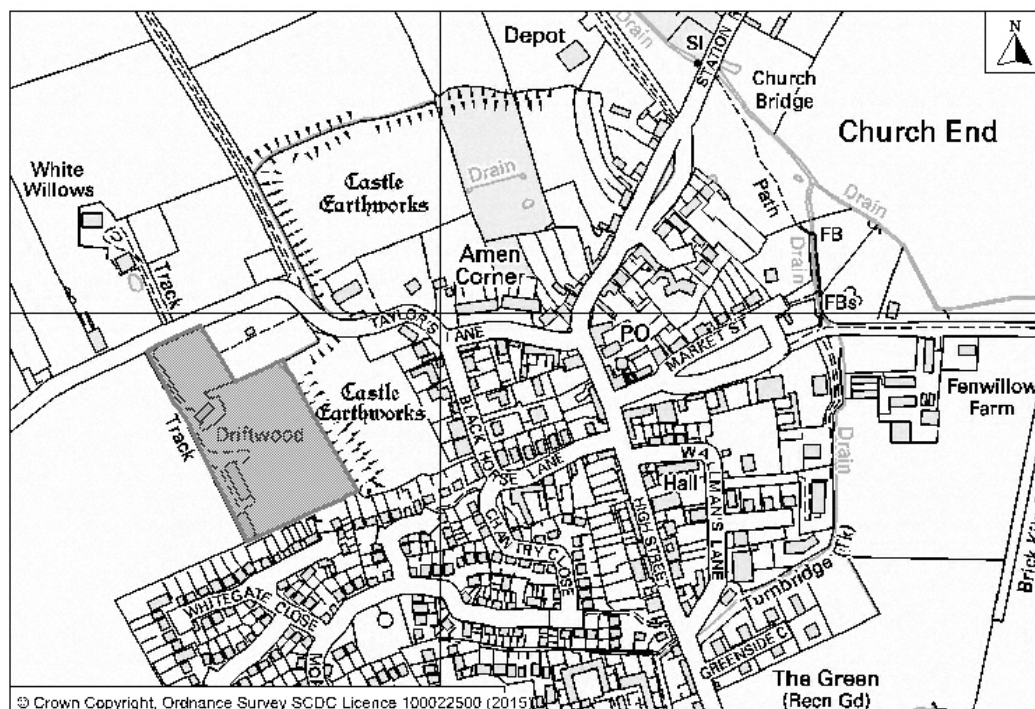 N
Depot
Drain
SI
STATION
Church
Bridge
Church End
White
Willows
Castle
Earthworks
Drain
Path
Drain
FB
Drain
Track
Amen
Corner
FBs
TAYLOR'S
LANE
PO
MARKET ST
Castle
Earthworks
Fenwillow
Farm
Track
Driftwood
BLACK HORSE LANE
Drain
WALLMAN'S LANE
Hall
HIGH STREET
CHANTRY CLOSE
(Trk)
Turnbridge
WHITEGATE CLOSE
GREENSIDE C
The Green
(Recn Gd)
© Crown Copyright, Ordnance Survey SCDC Licence 100022500 (2015)